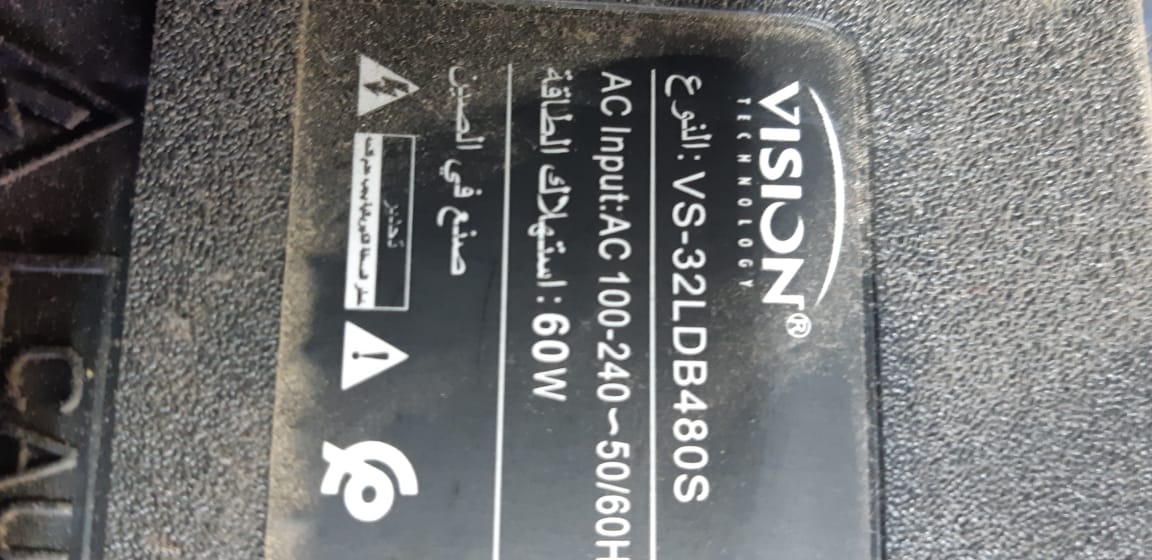 VISION®
TECHNOLOGY
النوع: VS-32LDB480S
AC Input:AC 100-240~50/60H
استهلاك الطاقة: 60W
صنع في الصين
تحذير
CAU